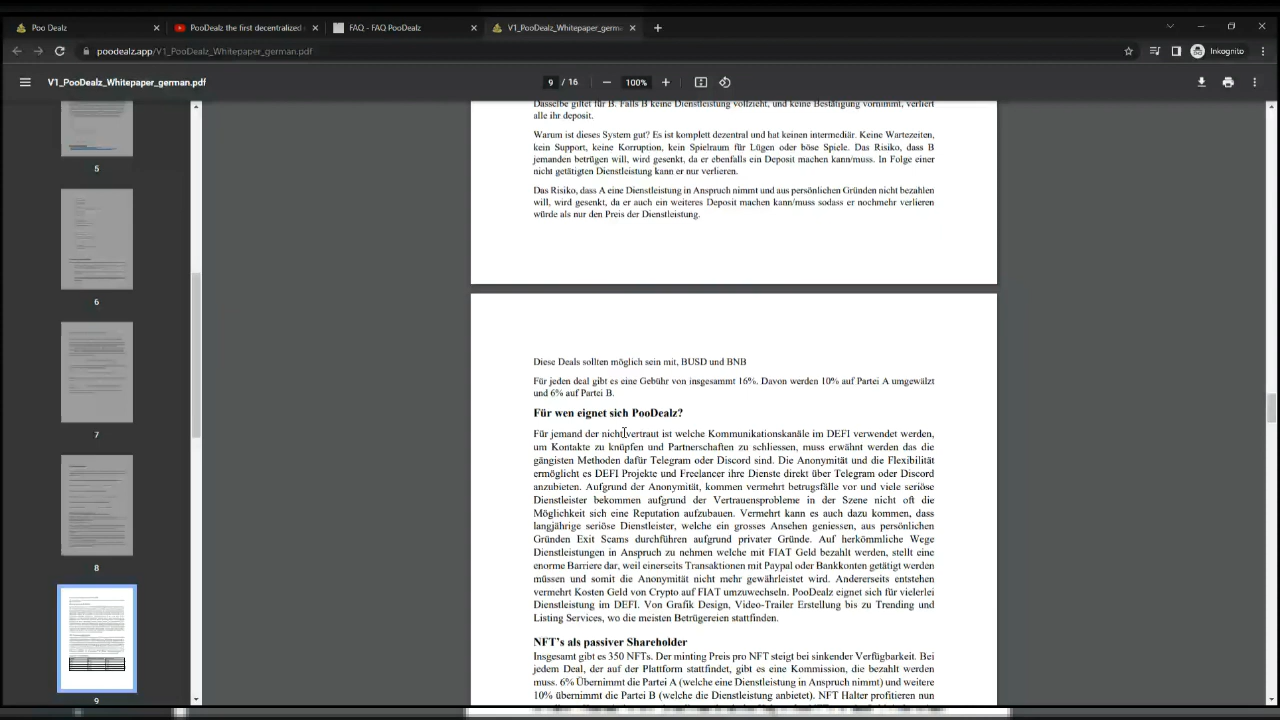 Poo Dealz
PooDealz the first decentralized
FAQ - FAQ PooDealz
V1_PooDealz_Whitepaper_germa
poodealz.app/V1_PooDealz_Whitepaper_german.pdf
Inkognito
V1_PooDealz_Whitepaper_german.pdf
9 / 16
100%
5
6
7
8
9
Dasselbe giltet für B. Falls B keine Dienstleistung vollzieht, und keine Bestätigung vornimmt, verliert
alle ihr deposit.
Warum ist dieses System gut? Es ist komplett dezentral und hat keinen intermediär. Keine Wartezeiten,
kein Support, keine Korruption, kein Spielraum für Lügen oder böse Spiele. Das Risiko, dass B
jemanden betrügen will, wird gesenkt, da er ebenfalls ein Deposit machen kann/muss. In Folge einer
nicht getätigten Dienstleistung kann er nur verlieren.
Das Risiko, dass A eine Dienstleistung in Anspruch nimmt und aus persönlichen Gründen nicht bezahlen
will, wird gesenkt, da er auch ein weiteres Deposit machen kann/muss sodass er nochmehr verlieren
würde als nur den Preis der Dienstleistung.
Diese Deals sollten möglich sein mit, BUSD und BNB
Für jeden deal gibt es eine Gebühr von insgesammt 16%. Davon werden 10% auf Partei A umgewälzt
und 6% auf Partei B.
Für wen eignet sich PooDealz?
Für jemand der nicht vertraut ist welche Kommunikationskanäle im DEFI verwendet werden,
um Kontakte zu knüpfen und Partnerschaften zu schliessen, muss erwähnt werden das die
gängisten Methoden dafür Telegram oder Discord sind. Die Anonymität und die Flexibilität
ermöglicht es DEFI Projekte und Freelancer ihre Dienste direkt über Telegram oder Discord
anzubieten. Aufgrund der Anonymität, kommen vermehrt betrugsfälle vor und viele seriöse
Dienstleister bekommen aufgrund der Vertrauensprobleme in der Szene nicht oft die
Möglichkeit sich eine Reputation aufzubauen. Vermehrt kann es auch dazu kommen, dass
langjährige seriöse Dienstleister, welche ein grosses Ansehen geniessen, aus persönlichen
Gründen Exit Scams durchführen aufgrund privater Gründe. Auf herkömmliche Wege
Dienstleistungen in Anspruch zu nehmen welche mit FIAT Geld bezahlt werden, stellt eine
enorme Barriere dar, weil einerseits Transaktionen mit Paypal oder Bankkonten getätigt werden
müssen und somit die Anonymität nicht mehr gewährleistet wird. Andererseits entstehen
vermehrt Kosten Geld von Crypto auf FIAT umzuwechseln. PooDealz eignet sich für vielerlei
Dienstleistung im DEFI. Von Grafik Design, Video-Trailer Erstellung bis zu Trending und
Listing Services, wo die meisten Betrügereien stattfinden.
NFT's als passiver Shareholder
Insgesamt gibt es 350 NFTs. Der minting Preis pro NFT steigt bei sinkender Verfügbarkeit. Bei
jedem Deal, der auf der Plattform stattfindet, gibt es eine Kommission, die bezahlt werden
muss. 6% Übernimmt die Partei A (welche eine Dienstleistung in Anspruch nimmt) und weitere
10% übernimmt die Partei B (welche die Dienstleistung anbietet). NFT Halter profitieren nun